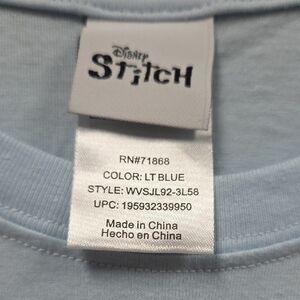 Disney
STITCH
RN#71868
COLOR: LT BLUE
STYLE: WVSJL92-3L58
UPC: 195932339950
Made in China
Hecho en China